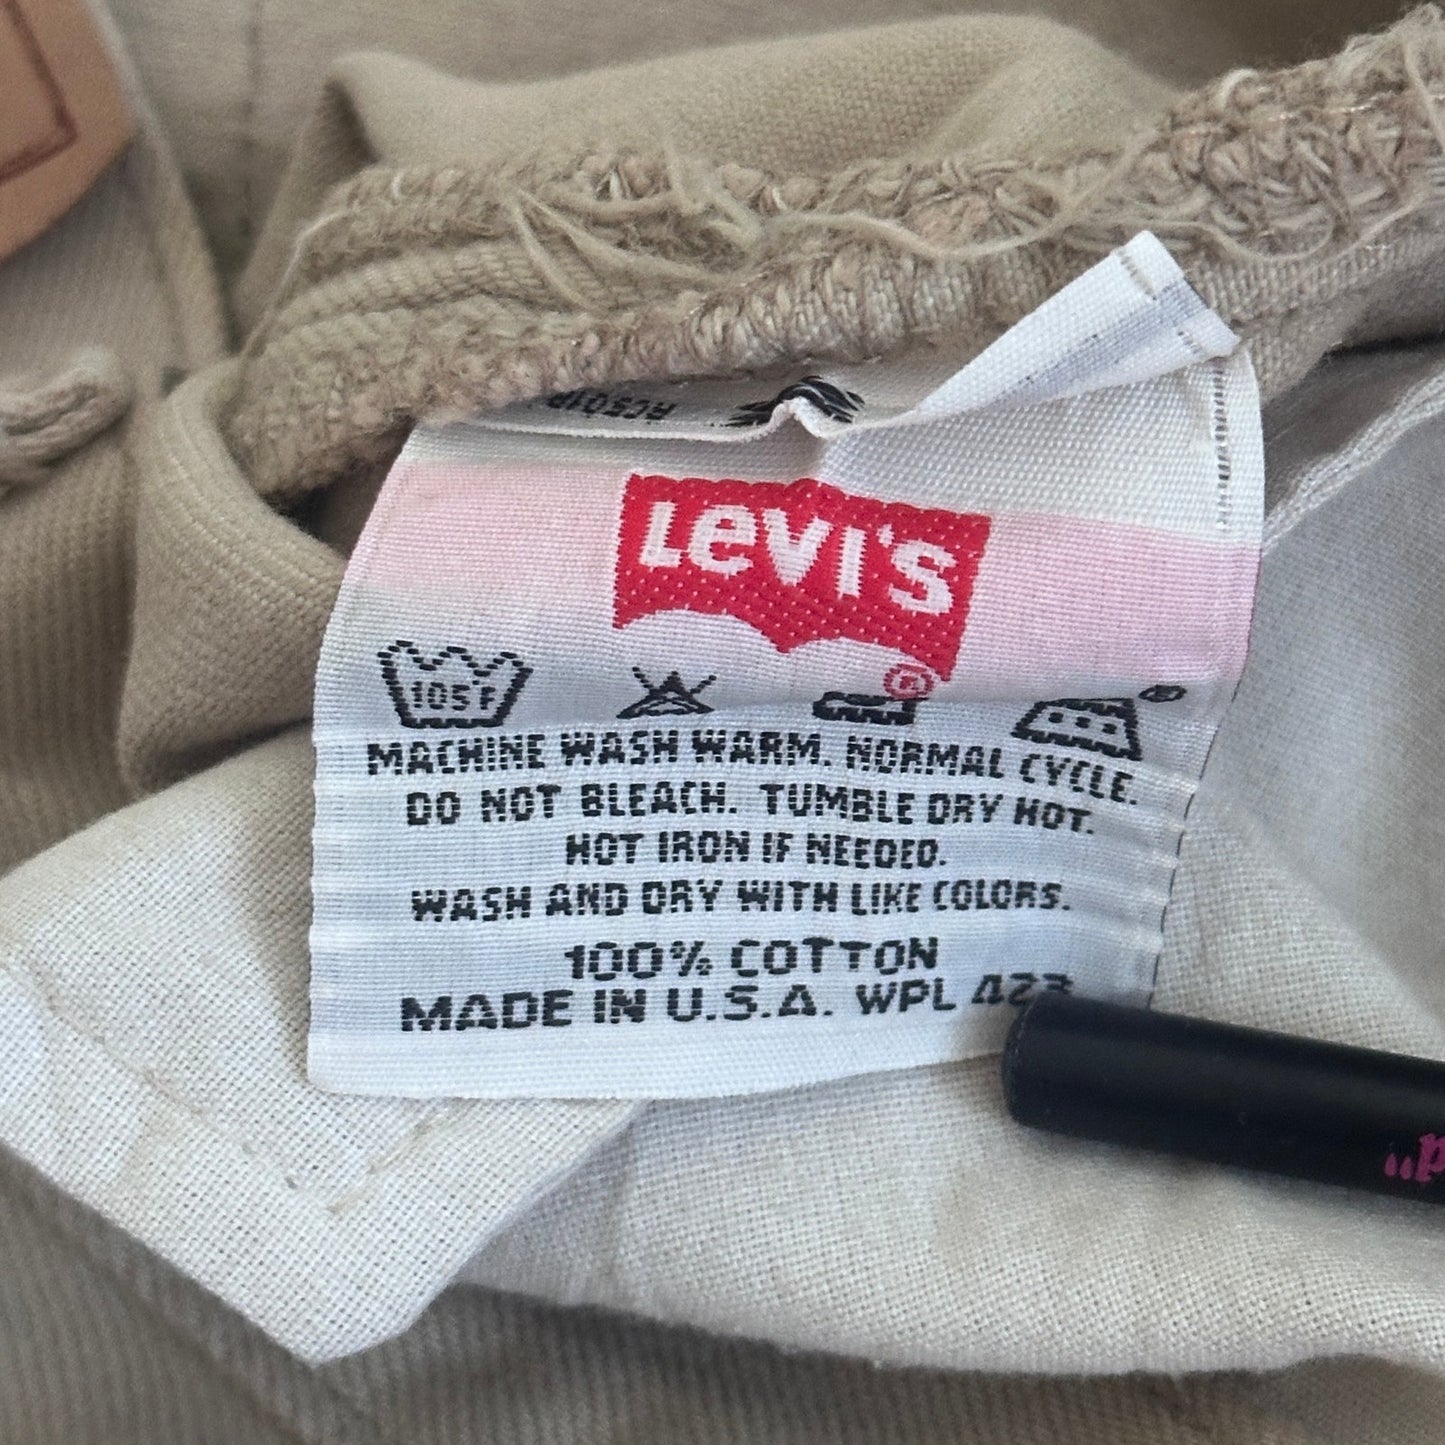 Levi's
®
105°F
MACHINE WASH WARM. NORMAL CYCLE.
DO NOT BLEACH. TUMBLE DRY HOT.
HOT IRON IF NEEDED.
WASH AND DRY WITH LIKE COLORS.
100% COTTON
MADE IN U.S.A. WPL 423